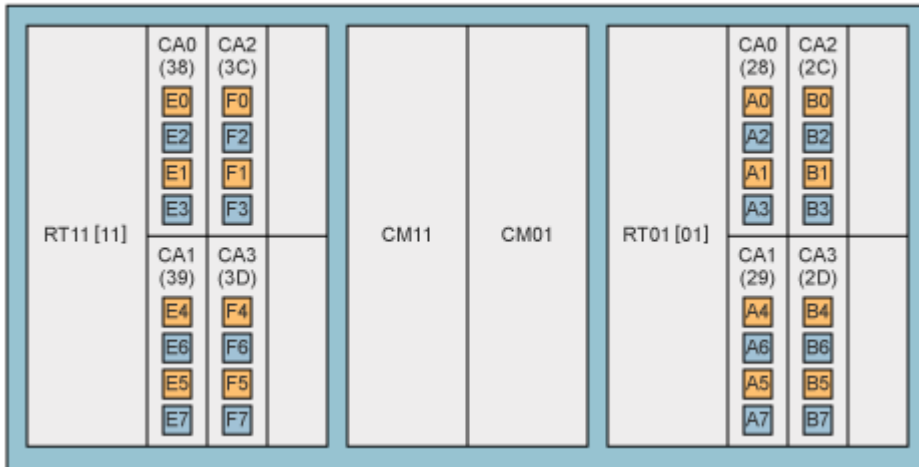 CA0 CA2 CA0 CA2
(38) (3C) (28) (2C)
E0 F0 A0 B0
E2 F2 A2 B2
E1 F1 A1 B1
E3 F3 A3 B3
RT11 [11] CM11 CM01 RT01 [01]
CA1 CA3 CA1 CA3
(39) (3D) (29) (2D)
E4 F4 A4 B4
E6 F6 A6 B6
E5 F5 A5 B5
E7 F7 A7 B7